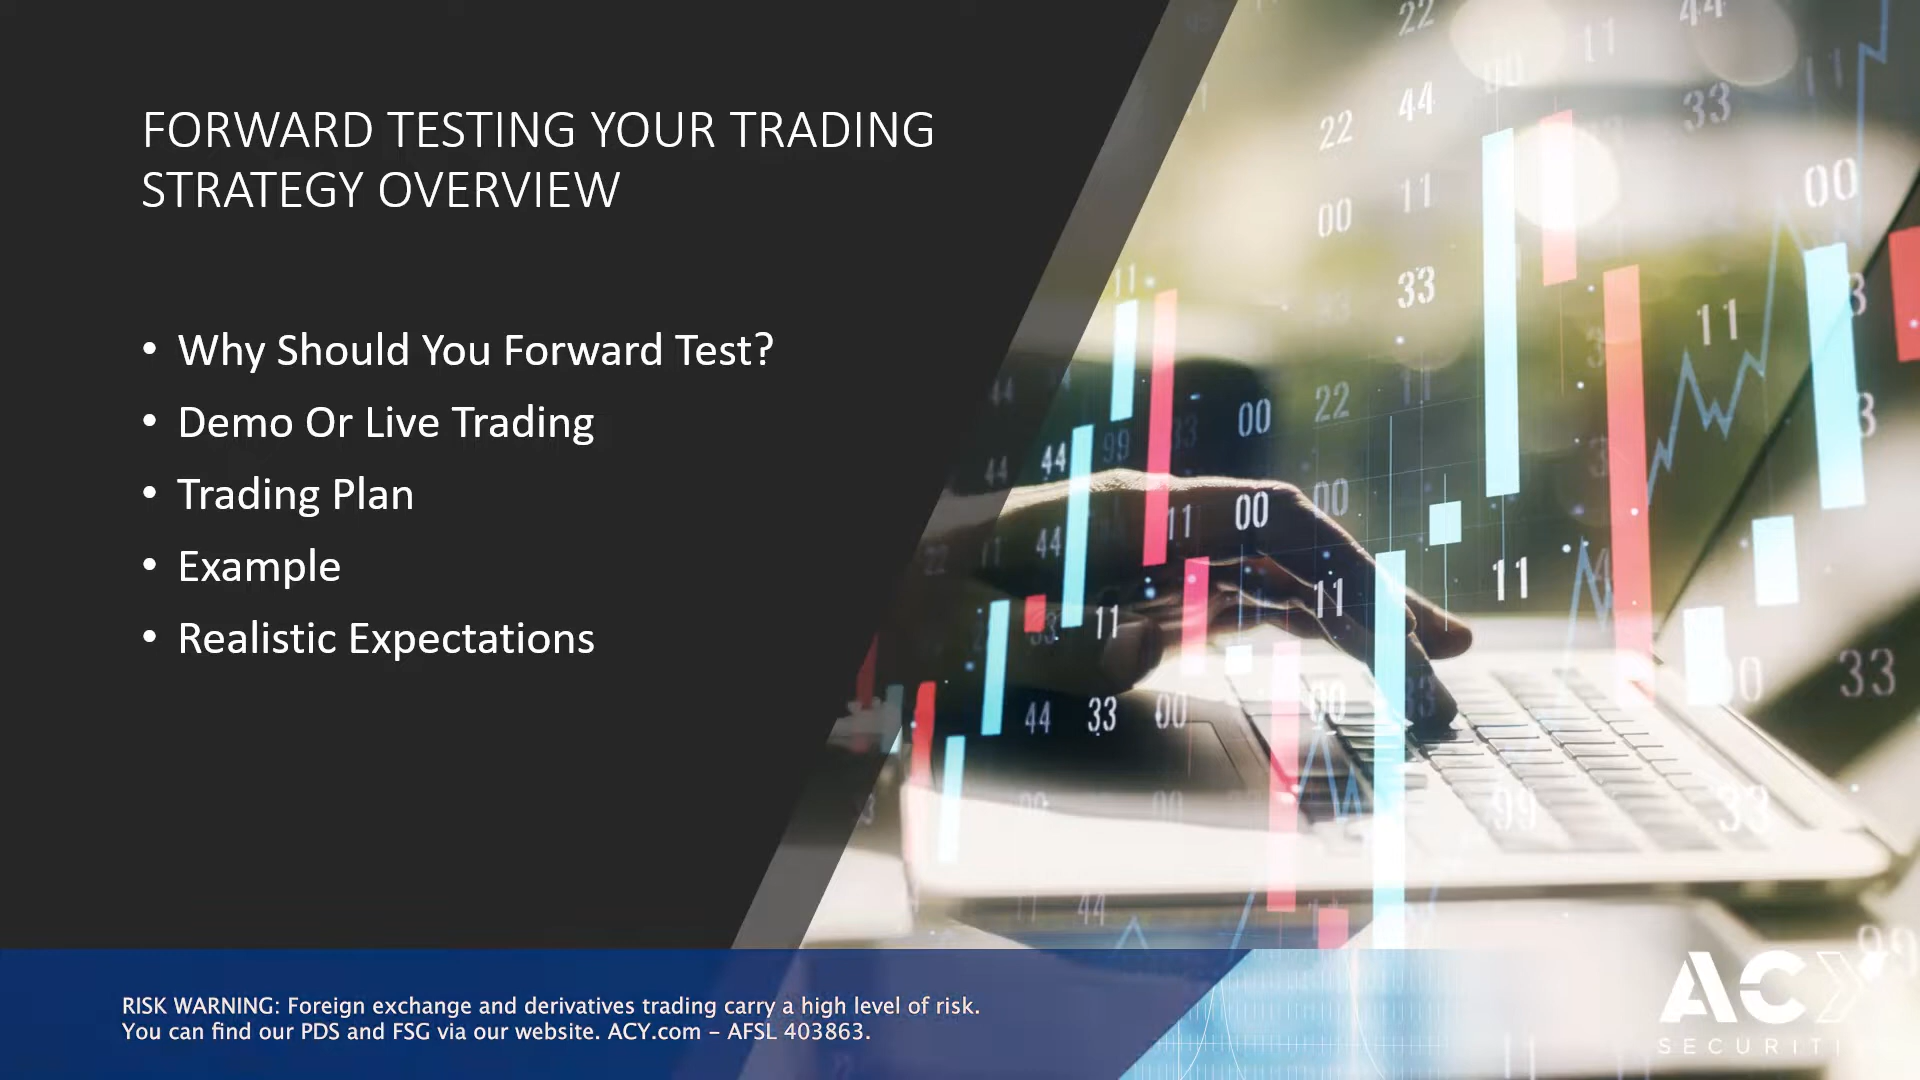 FORWARD TESTING YOUR TRADING
STRATEGY OVERVIEW
• Why Should You Forward Test?
• Demo Or Live Trading
• Trading Plan
• Example
• Realistic Expectations
RISK WARNING: Foreign exchange and derivatives trading carry a high level of risk.
You can find our PDS and FSG via our website. ACY.com – AFSL 403863.
ACY
SECURITI